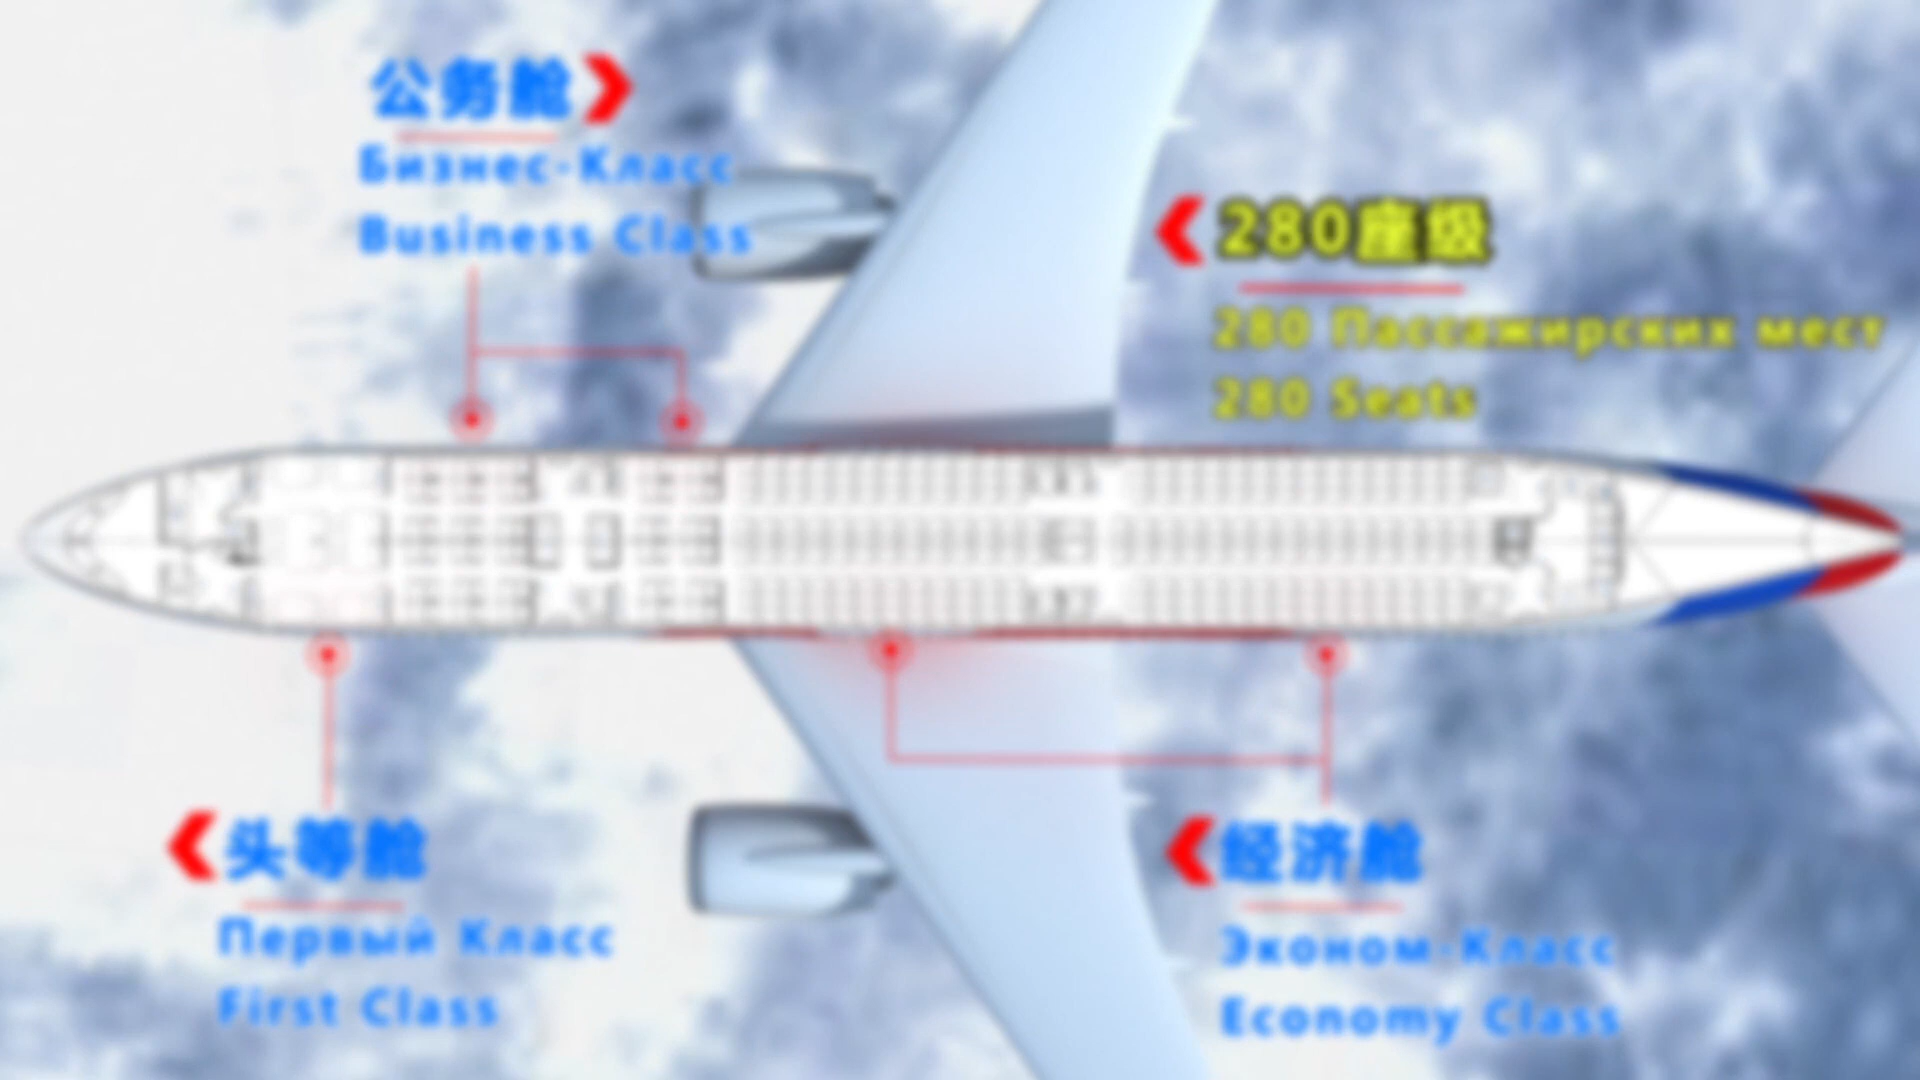 公务舱
Бизнес-Класс
Business Class
280座级
280 Пассажирских мест
280 Seats
头等舱
Первый Класс
First Class
经济舱
Эконом-Класс
Economy Class